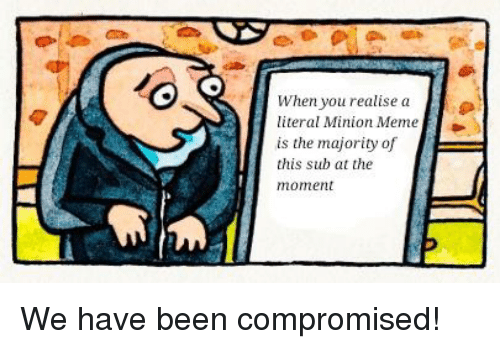 When you realise a
literal Minion Meme
is the majority of
this sub at the
moment
We have been compromised!